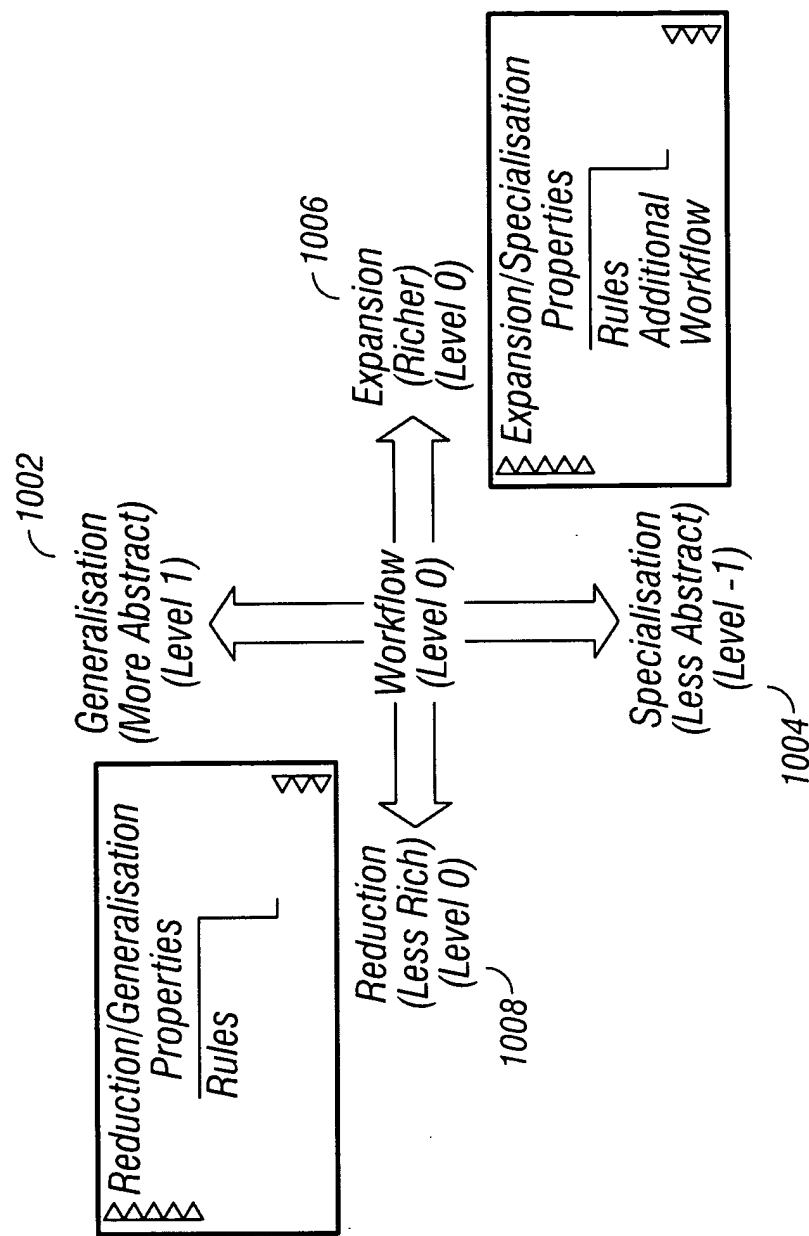 Reduction/Generalisation
Properties
Rules
1002
Generalisation
(More Abstract)
(Level 1)
Reduction
(Less Rich)
(Level 0)
1008
Workflow
(Level 0)
1006
Expansion
(Richer)
(Level 0)
Specialisation
(Less Abstract)
(Level -1)
1004
Expansion/Specialisation
Properties
Rules
Additional
Workflow